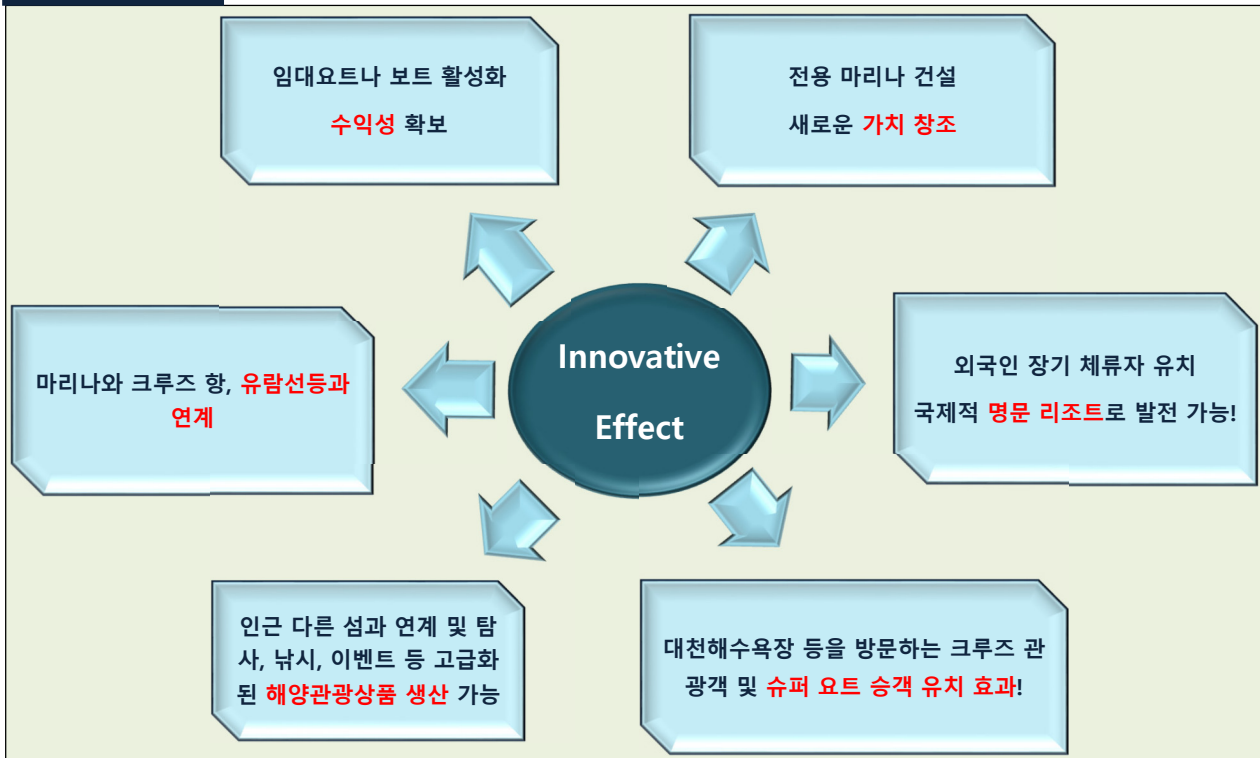 임대요트나 보트 활성화
수익성 확보
전용 마리나 건설
새로운 가치 창조
마리나와 크루즈 항, 유람선등과
연계
Innovative
Effect
외국인 장기 체류자 유치
국제적 명문 리조트로 발전 가능!
인근 다른 섬과 연계 및 탐
사, 낚시, 이벤트 등 고급화
된 해양관광상품 생산 가능
대천해수욕장 등을 방문하는 크루즈 관
광객 및 슈퍼 요트 승객 유치 효과!